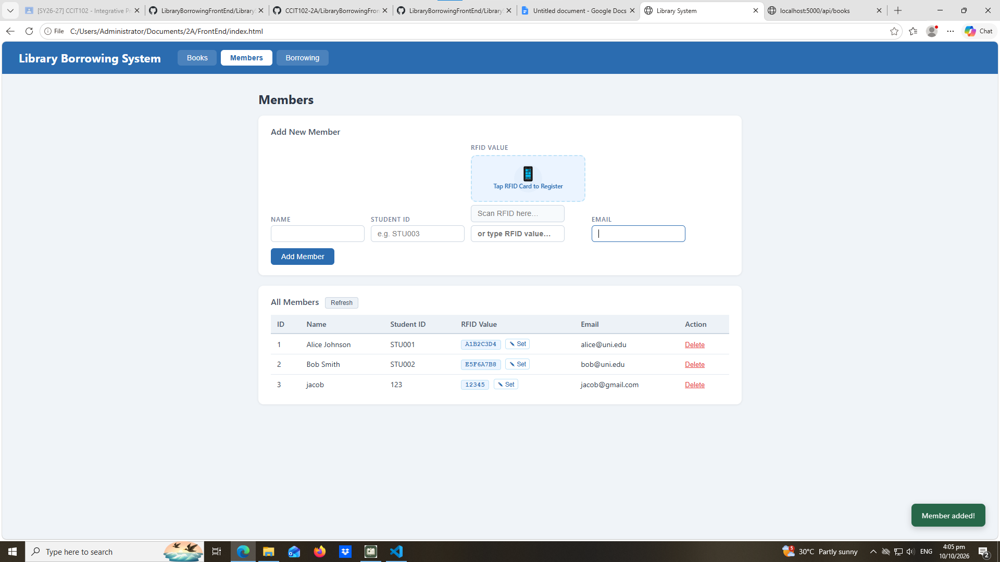 [SY26-27] CCIT102 - Integrative Pr
LibraryBorrowingFrontEnd/Library
CCIT102-2A/LibraryBorrowingFron
LibraryBorrowingFrontEnd/Library
Untitled document - Google Docs
Library System
localhost:5000/api/books
File
C:/Users/Administrator/Documents/2A/FrontEnd/index.html
Chat
Library Borrowing System
Books
Members
Borrowing
Members
Add New Member
RFID VALUE
Tap RFID Card to Register
Scan RFID here...
NAME
STUDENT ID
EMAIL
e.g. STU003
or type RFID value...
Add Member
All Members Refresh
ID Name Student ID RFID Value Email Action
1 Alice Johnson STU001 A1B2C3D4 Set alice@uni.edu Delete
2 Bob Smith STU002 E5F6A7B8 Set bob@uni.edu Delete
3 jacob 123 12345 Set jacob@gmail.com Delete
Member added!
Type here to search
5
30°C Partly sunny
ENG
4:05 pm
10/10/2026
2